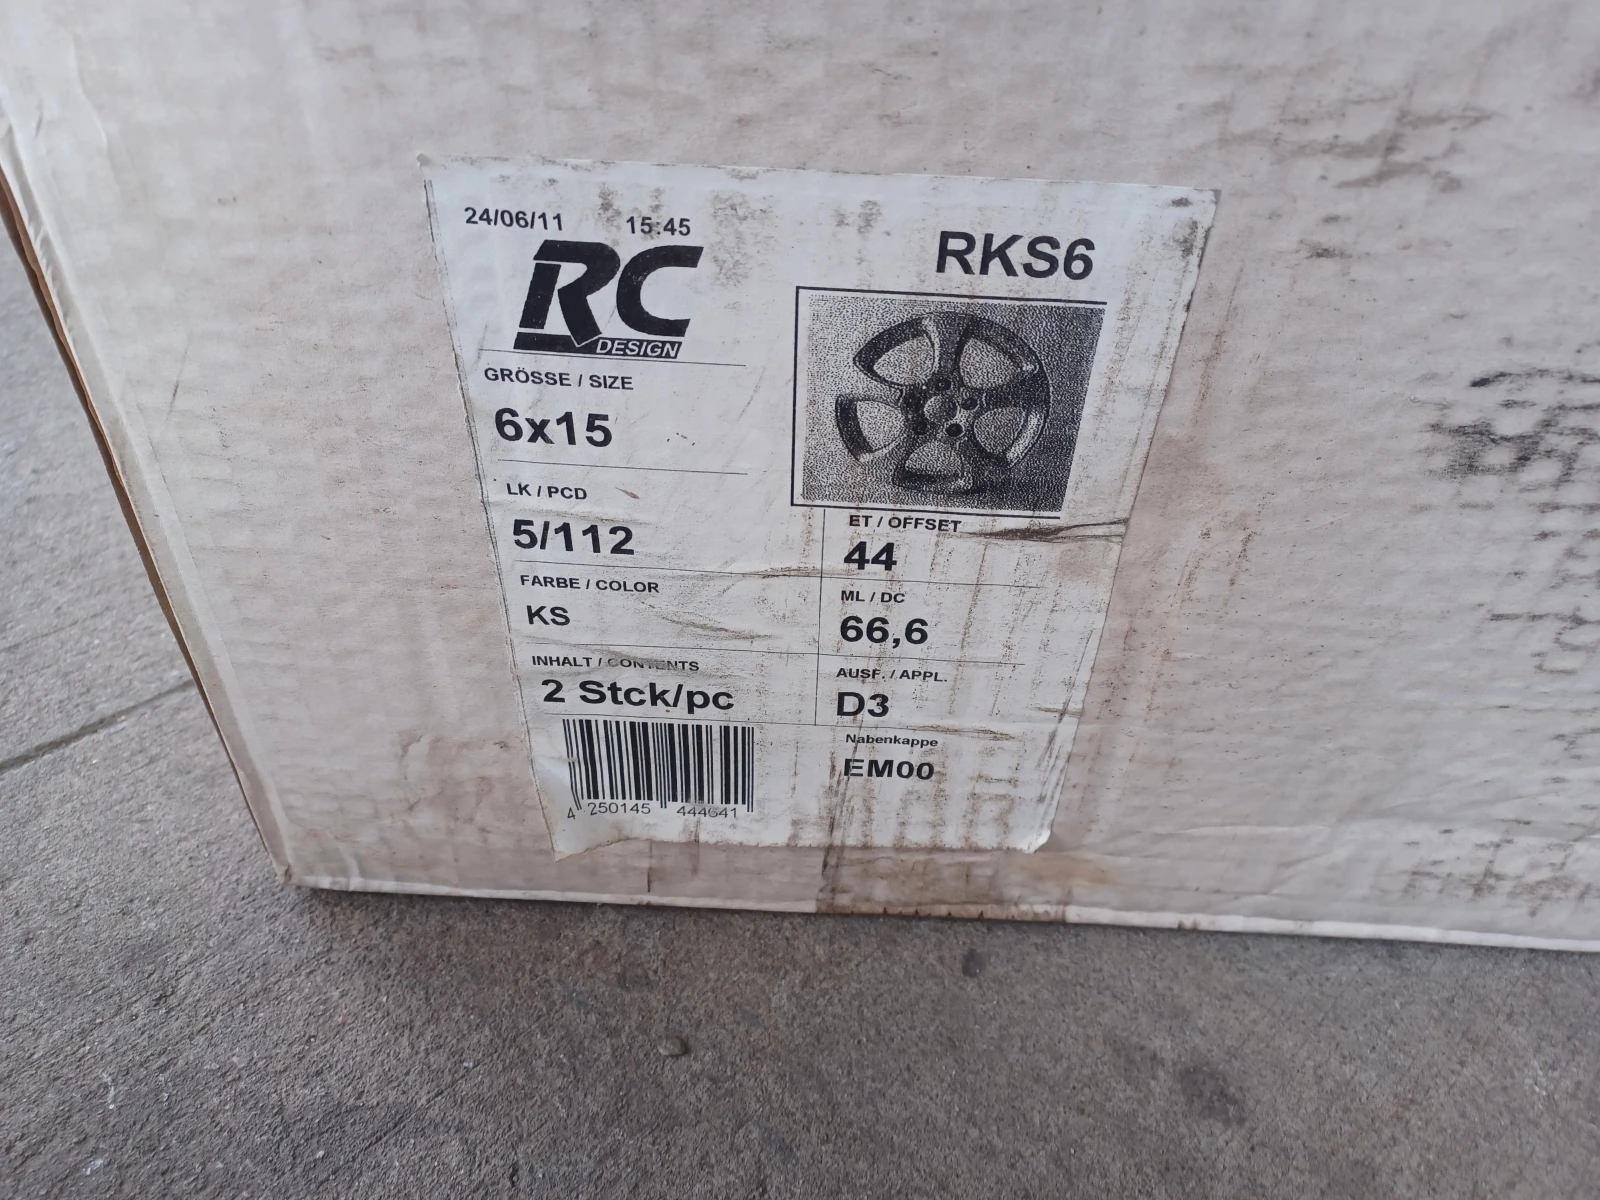 24/06/11 15:45
RC
DESIGN
RKS6
GRÖSSE / SIZE
6x15
LK / PCD
5/112
ET / OFFSET
44
FARBE / COLOR
KS
ML / DC
66,6
INHALT / CONTENTS
2 Stck/pc
AUSF. / APPL.
D3
Nabenkappe
EM00
4 250145 444641